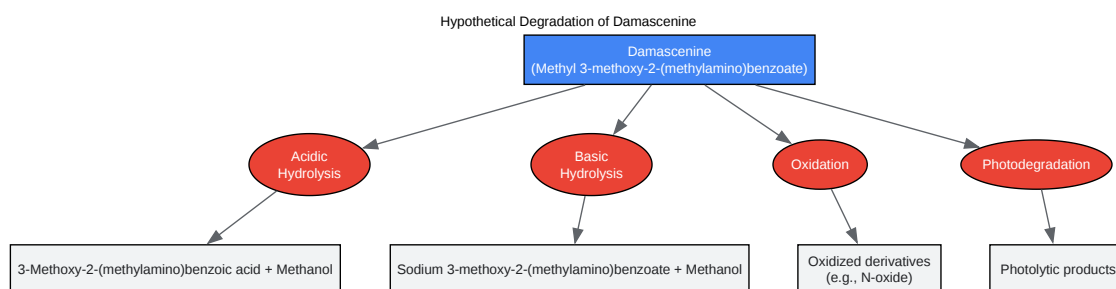 Hypothetical Degradation of Damascenine
Damascenine
(Methyl 3-methoxy-2-(methylamino)benzoate)
Acidic
Hydrolysis
Basic
Hydrolysis
Oxidation
Photodegradation
3-Methoxy-2-(methylamino)benzoic acid + Methanol
Sodium 3-methoxy-2-(methylamino)benzoate + Methanol
Oxidized derivatives
(e.g., N-oxide)
Photolytic products